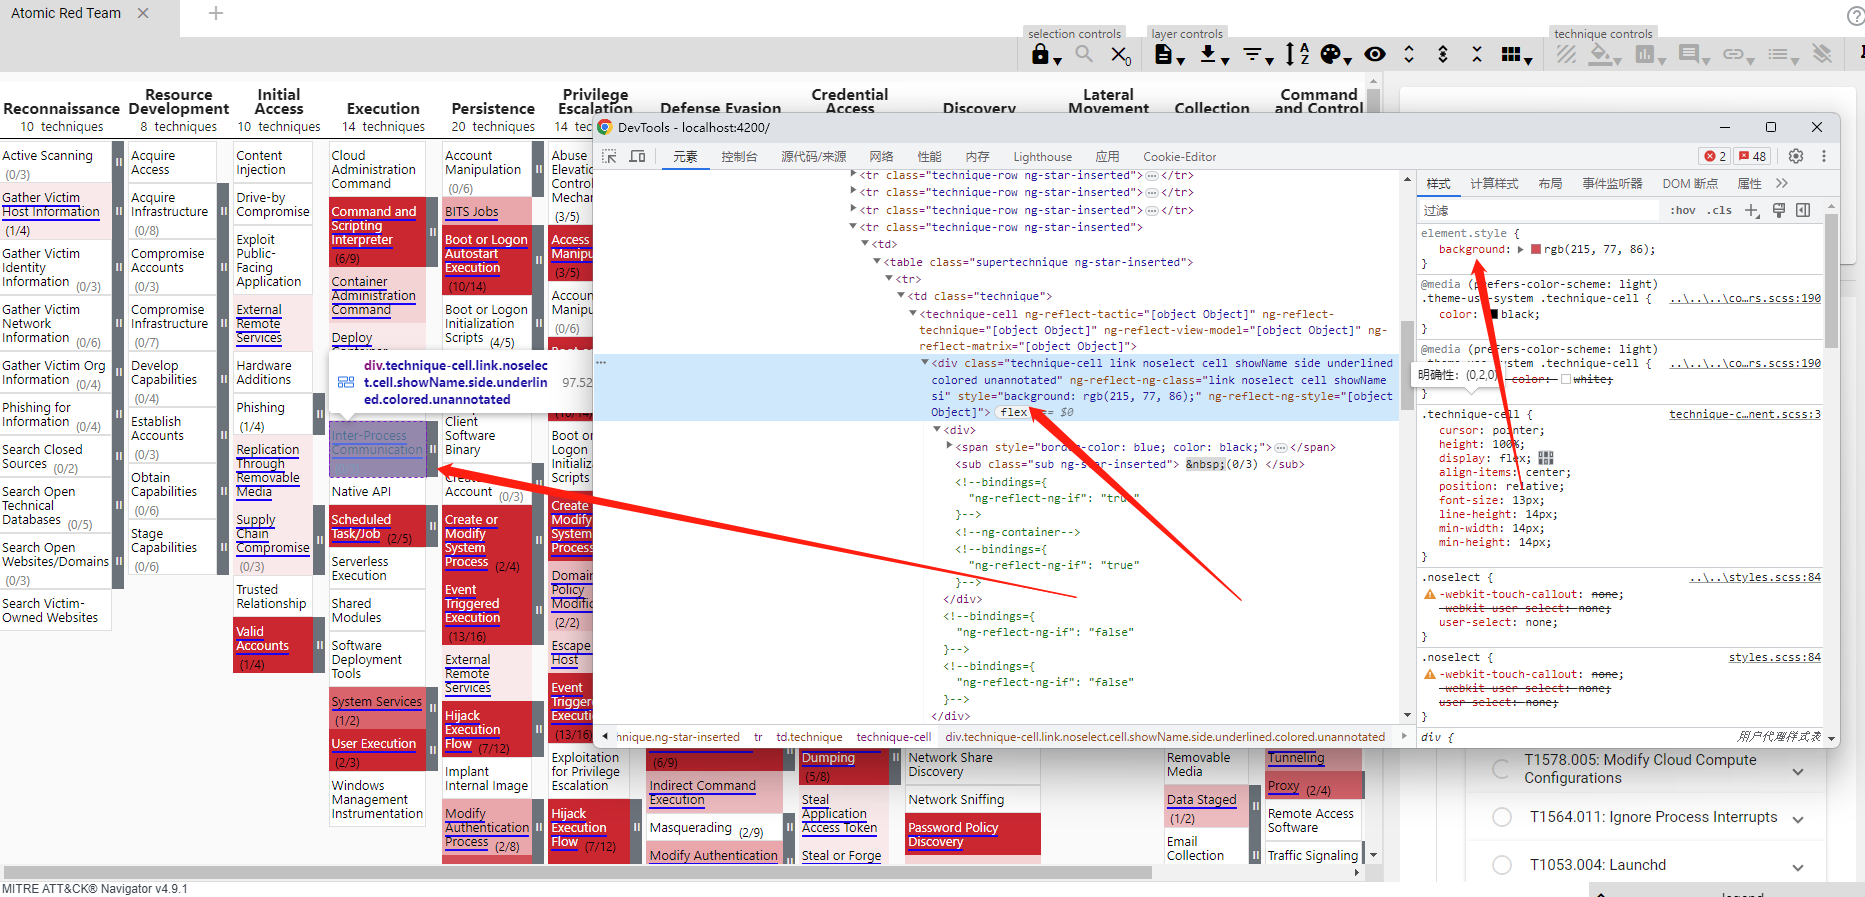 Atomic Red Team
selection controls
layer controls
technique controls
Reconnaissance
10 techniques
Resource
Development
8 techniques
Initial
Access
10 techniques
Execution
14 techniques
Persistence
20 techniques
Privilege
Escalation
14 techniques
Defense Evasion
Credential
Access
Discovery
Lateral
Movement
Collection
Command
and Control
Active Scanning
(0/3)
Gather Victim
Host Information
(1/4)
Gather Victim
Identity
Information (0/3)
Gather Victim
Network
Information (0/6)
Gather Victim Org
Information (0/4)
Phishing for
Information (0/4)
Search Closed
Sources (0/2)
Search Open
Technical
Databases (0/5)
Search Open
Websites/Domains
(0/3)
Search Victim-
Owned Websites
Acquire
Access
Acquire
Infrastructure
(0/8)
Compromise
Accounts
(0/3)
Compromise
Infrastructure
(0/7)
Develop
Capabilities
(0/4)
Establish
Accounts
(0/3)
Obtain
Capabilities
(0/6)
Stage
Capabilities
(0/6)
Content
Injection
Drive-by
Compromise
Exploit
Public-
Facing
Application
External
Remote
Services
Hardware
Additions
Phishing
(1/4)
Replication
Through
Removable
Media
Supply
Chain
Compromise
(0/3)
Trusted
Relationship
Valid
Accounts
(1/4)
Cloud
Administration
Command
Command and
Scripting
Interpreter
(6/9)
Container
Administration
Command
Deploy
Container
Inter-Process
Communication
Native API
Scheduled
Task/Job (2/5)
Serverless
Execution
Shared
Modules
Software
Deployment
Tools
System Services
(1/2)
User Execution
(2/3)
Windows
Management
Instrumentation
Account
Manipulation
(0/6)
BITS Jobs
Boot or Logon
Autostart
Execution
(10/14)
Boot or Logon
Initialization
Scripts (4/5)
Client
Software
Binary
Create
Account (0/3)
Create or
Modify
System
Process (2/4)
Event
Triggered
Execution
(13/16)
External
Remote
Services
Hijack
Execution
Flow (7/12)
Implant
Internal Image
Modify
Authentication
Process (2/8)
Abuse
Elevat
Contro
Mechar
(3/5)
Access
Manipu
(3/5)
Accoun
Manipu
(0/6)
Boot o
Boot or
Logon
Initializ
Scripts
Create
Modify
System
Process
Domain
Policy
Modific
(2/2)
Escape
Host
Event
Trigger
Executi
(13/16)
Exploitation
for Privilege
Escalation
Hijack
Execution
Flow (7/12)
div.technique-cell.link.noselec
t.cell.showName.side.underlin
ed.colored.unannotated
97.52
(6/9)
Indirect Command
Execution
Masquerading (2/9)
Modify Authentication
Dumping
(5/8)
Steal
Application
Access Token
Steal or Forge
Network Share
Discovery
Network Sniffing
Password Policy
Discovery
Removable
Media
Data Staged
(1/2)
Email
Collection
Tunneling
Proxy (2/4)
Remote Access
Software
Traffic Signaling
DevTools - localhost:4200/
元素 控制台 源代码/来源 网络 性能 内存 Lighthouse 应用 Cookie-Editor
2 48
<tr class="technique-row ng-star-inserted"> </tr>
<tr class="technique-row ng-star-inserted"> </tr>
<tr class="technique-row ng-star-inserted"> </tr>
<tr class="technique-row ng-star-inserted">
<td>
<table class="supertechnique ng-star-inserted">
<tr>
<td class="technique">
<technique-cell ng-reflect-tactic="[object Object]" ng-reflect-
technique="[object Object]" ng-reflect-view-model="[object Object]" ng-
reflect-matrix="[object Object]">
<div class="technique-cell link noselect cell showName side underlined
colored unannotated" ng-reflect-ng-class="link noselect cell showName
si" style="background: rgb(215, 77, 86);" ng-reflect-ng-style="[object
Object]"> flex == $0
<div>
<span style="border-color: blue; color: black;"> </span>
<sub class="sub ng-star-inserted"> &nbsp;(0/3) </sub>
<!--bindings={
"ng-reflect-ng-if": "true"
}-->
<!--ng-container-->
<!--bindings={
"ng-reflect-ng-if": "true"
}-->
</div>
<!--bindings={
"ng-reflect-ng-if": "false"
}-->
<!--bindings={
"ng-reflect-ng-if": "false"
}-->
</div>
hnique.ng-star-inserted tr td.technique technique-cell div.technique-cell.link.noselect.cell.showName.side.underlined.colored.unannotated
样式 计算样式 布局 事件监听器 DOM 断点 属性
过滤 :hov .cls
element.style {
background: rgb(215, 77, 86);
}
@media (prefers-color-scheme: light)
.theme-use-system .technique-cell { ..\..\..\co…rs.scss:190
color: black;
}
@media (prefers-color-scheme: light)
.technique-cell { ..\..\..\co…rs.scss:190
color: white;
}
明确性: (0,2,0)
.technique-cell { technique-c…nent.scss:3
cursor: pointer;
height: 100%;
display: flex;
align-items: center;
position: relative;
font-size: 13px;
line-height: 14px;
min-width: 14px;
min-height: 14px;
}
.noselect { ..\..\styles.scss:84
-webkit-touch-callout: none;
-webkit-user-select: none;
user-select: none;
}
.noselect { styles.scss:84
-webkit-touch-callout: none;
-webkit-user-select: none;
user-select: none;
}
div { 用户代理样式表
T1578.005: Modify Cloud Compute
Configurations
T1564.011: Ignore Process Interrupts
T1053.004: Launchd
MITRE ATT&CK® Navigator v4.9.1
legend